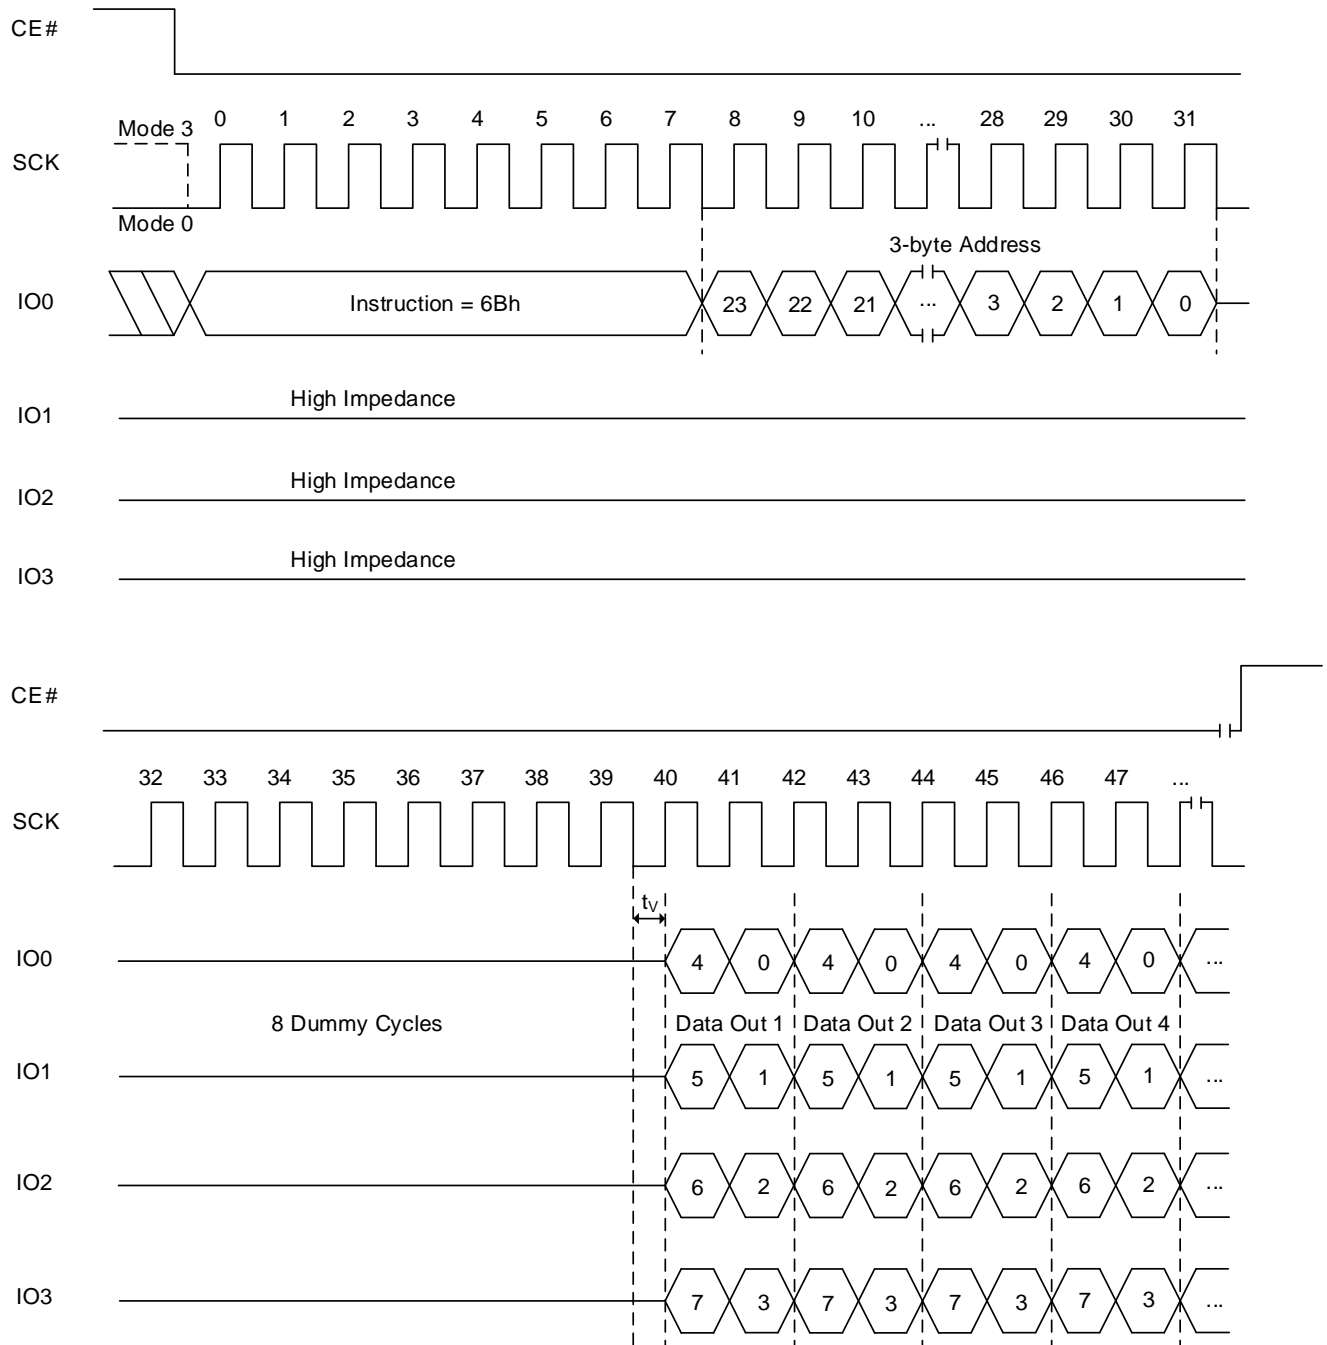 CE#
Mode 3 0 1 2 3 4 5 6 7 8 9 10 ... 28 29 30 31
SCK
Mode 0
3-byte Address
IO0 Instruction = 6Bh 23 22 21 ... 3 2 1 0
High Impedance
IO1
High Impedance
IO2
High Impedance
IO3
CE#
32 33 34 35 36 37 38 39 40 41 42 43 44 45 46 47 ...
SCK
tV
IO0 4 0 4 0 4 0 4 0 ...
8 Dummy Cycles Data Out 1 Data Out 2 Data Out 3 Data Out 4
IO1 5 1 5 1 5 1 5 1 ...
IO2 6 2 6 2 6 2 6 2 ...
IO3 7 3 7 3 7 3 7 3 ...